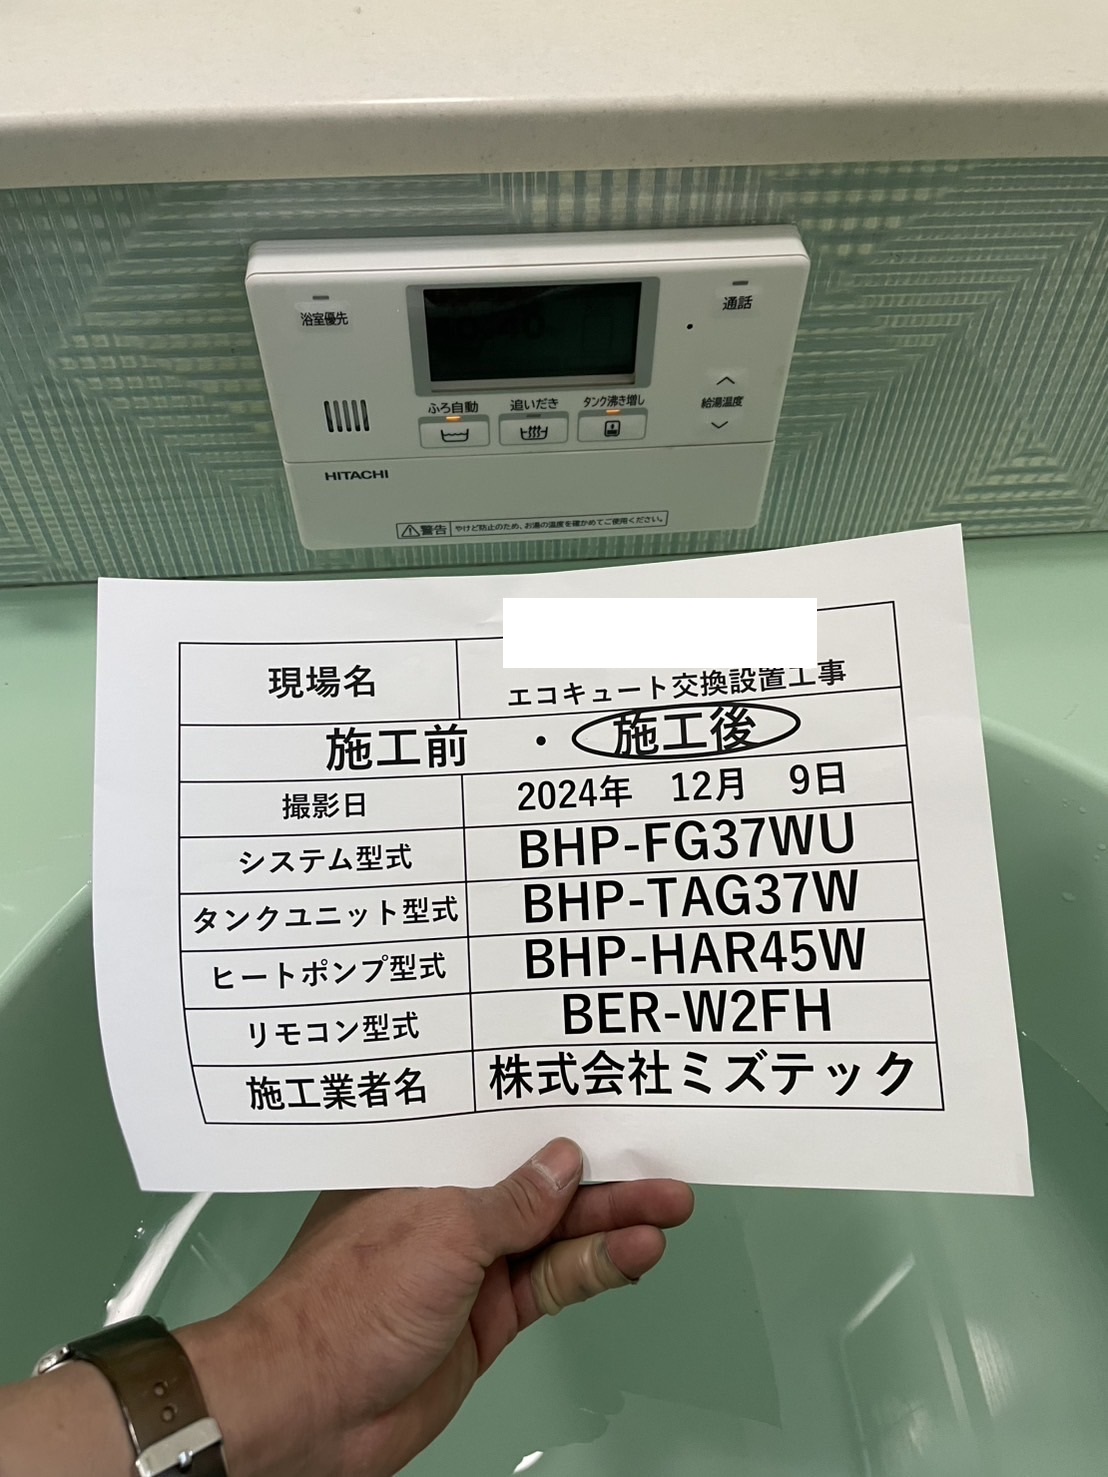 浴室優先
通話
ふろ自動
追いだき
タンク沸き増し
給湯温度
HITACHI
警告 やけど防止のため、お湯の温度を確かめてご使用ください。
現場名
エコキュート交換設置工事
施工前 ・ 施工後
撮影日 2024年 12月 9日
システム型式 BHP-FG37WU
タンクユニット型式 BHP-TAG37W
ヒートポンプ型式 BHP-HAR45W
リモコン型式 BER-W2FH
施工業者名 株式会社ミズテック